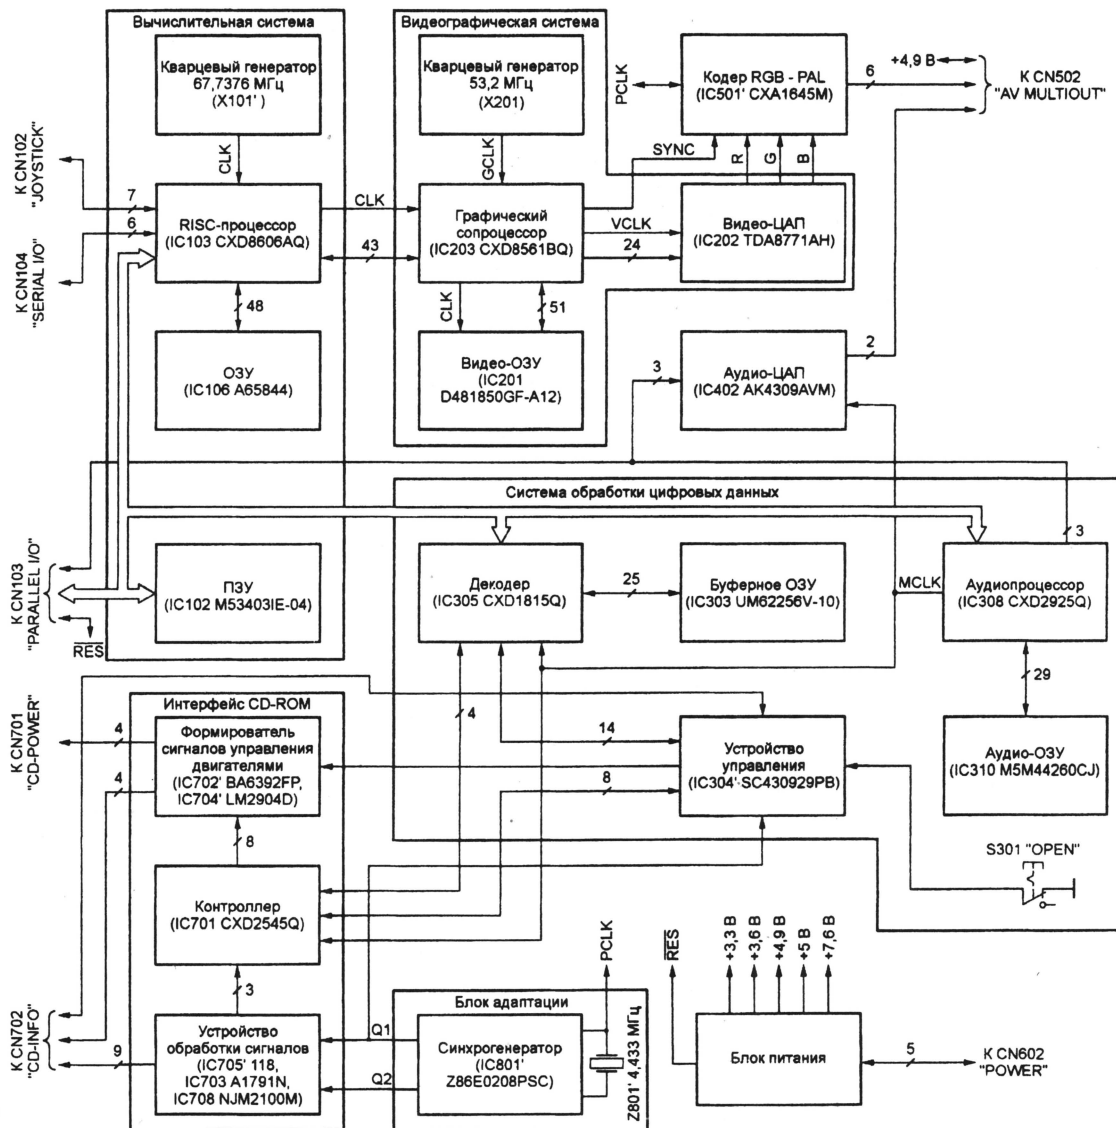 Вычислительная система
Кварцевый генератор
67,7376 МГц
(X101' )
CLK
RISC-процессор
(IC103 CXD8606AQ)
48
ОЗУ
(IC106 A65844)
ПЗУ
(IC102 M53403IE-04)
К CN102
"JOYSTICK"
7
К CN104
"SERIAL I/O"
6
К CN103
"PARALLEL I/O"
RES
CLK
43
Видеографическая система
Кварцевый генератор
53,2 МГц
(X201)
GCLK
Графический
сопроцессор
(IC203 CXD8561BQ)
CLK
51
Видео-ОЗУ
(IC201
D481850GF-A12)
SYNC
VCLK
24
PCLK
Кодер RGB - PAL
(IC501' CXA1645M)
R
G
B
Видео-ЦАП
(IC202 TDA8771AH)
6
+4,9 В
К CN502
"AV MULTIOUT"
3
Аудио-ЦАП
(IC402 AK4309AVM)
2
Система обработки цифровых данных
Декодер
(IC305 CXD1815Q)
25
Буферное ОЗУ
(IC303 UM62256V-10)
MCLK
3
Аудиопроцессор
(IC308 CXD2925Q)
29
Аудио-ОЗУ
(IC310 M5M44260CJ)
4
14
8
Устройство
управления
(IC304' SC430929PB)
S301 "OPEN"
К CN701
"CD-POWER"
4
4
Интерфейс CD-ROM
Формирователь
сигналов управления
двигателями
(IC702' BA6392FP,
IC704' LM2904D)
8
Контроллер
(IC701 CXD2545Q)
3
Устройство
обработки сигналов
(IC705' 118,
IC703 A1791N,
IC708 NJM2100M)
К CN702
"CD-INFO"
9
Q1
Q2
Блок адаптации
Синхрогенератор
(IC801'
Z86E0208PSC)
PCLK
Z801' 4,433 МГц
RES
+3,3 В
+3,6 В
+4,9 В
+5 В
+7,6 В
Блок питания
5
К CN602
"POWER"